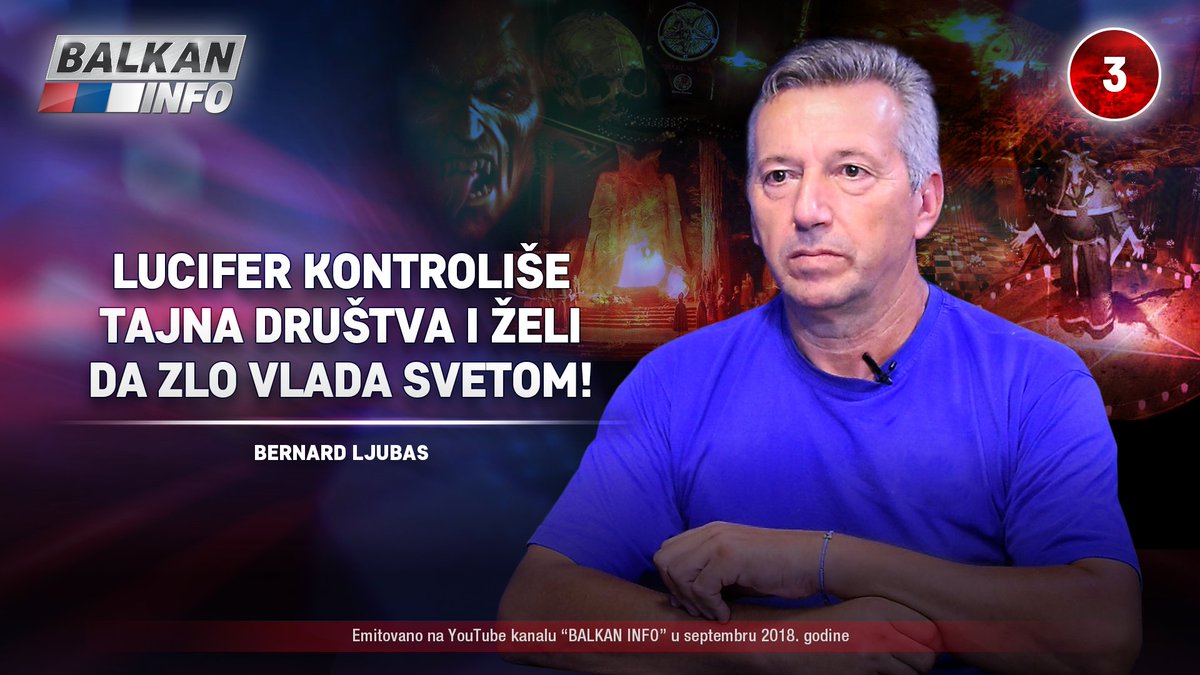 BALKAN
INFO
3
LUCIFER KONTROLIŠE
TAJNA DRUŠTVA I ŽELI
DA ZLO VLADA SVETOM!
BERNARD LJUBAS
Emitovano na YouTube kanalu “BALKAN INFO” u septembru 2018. godine